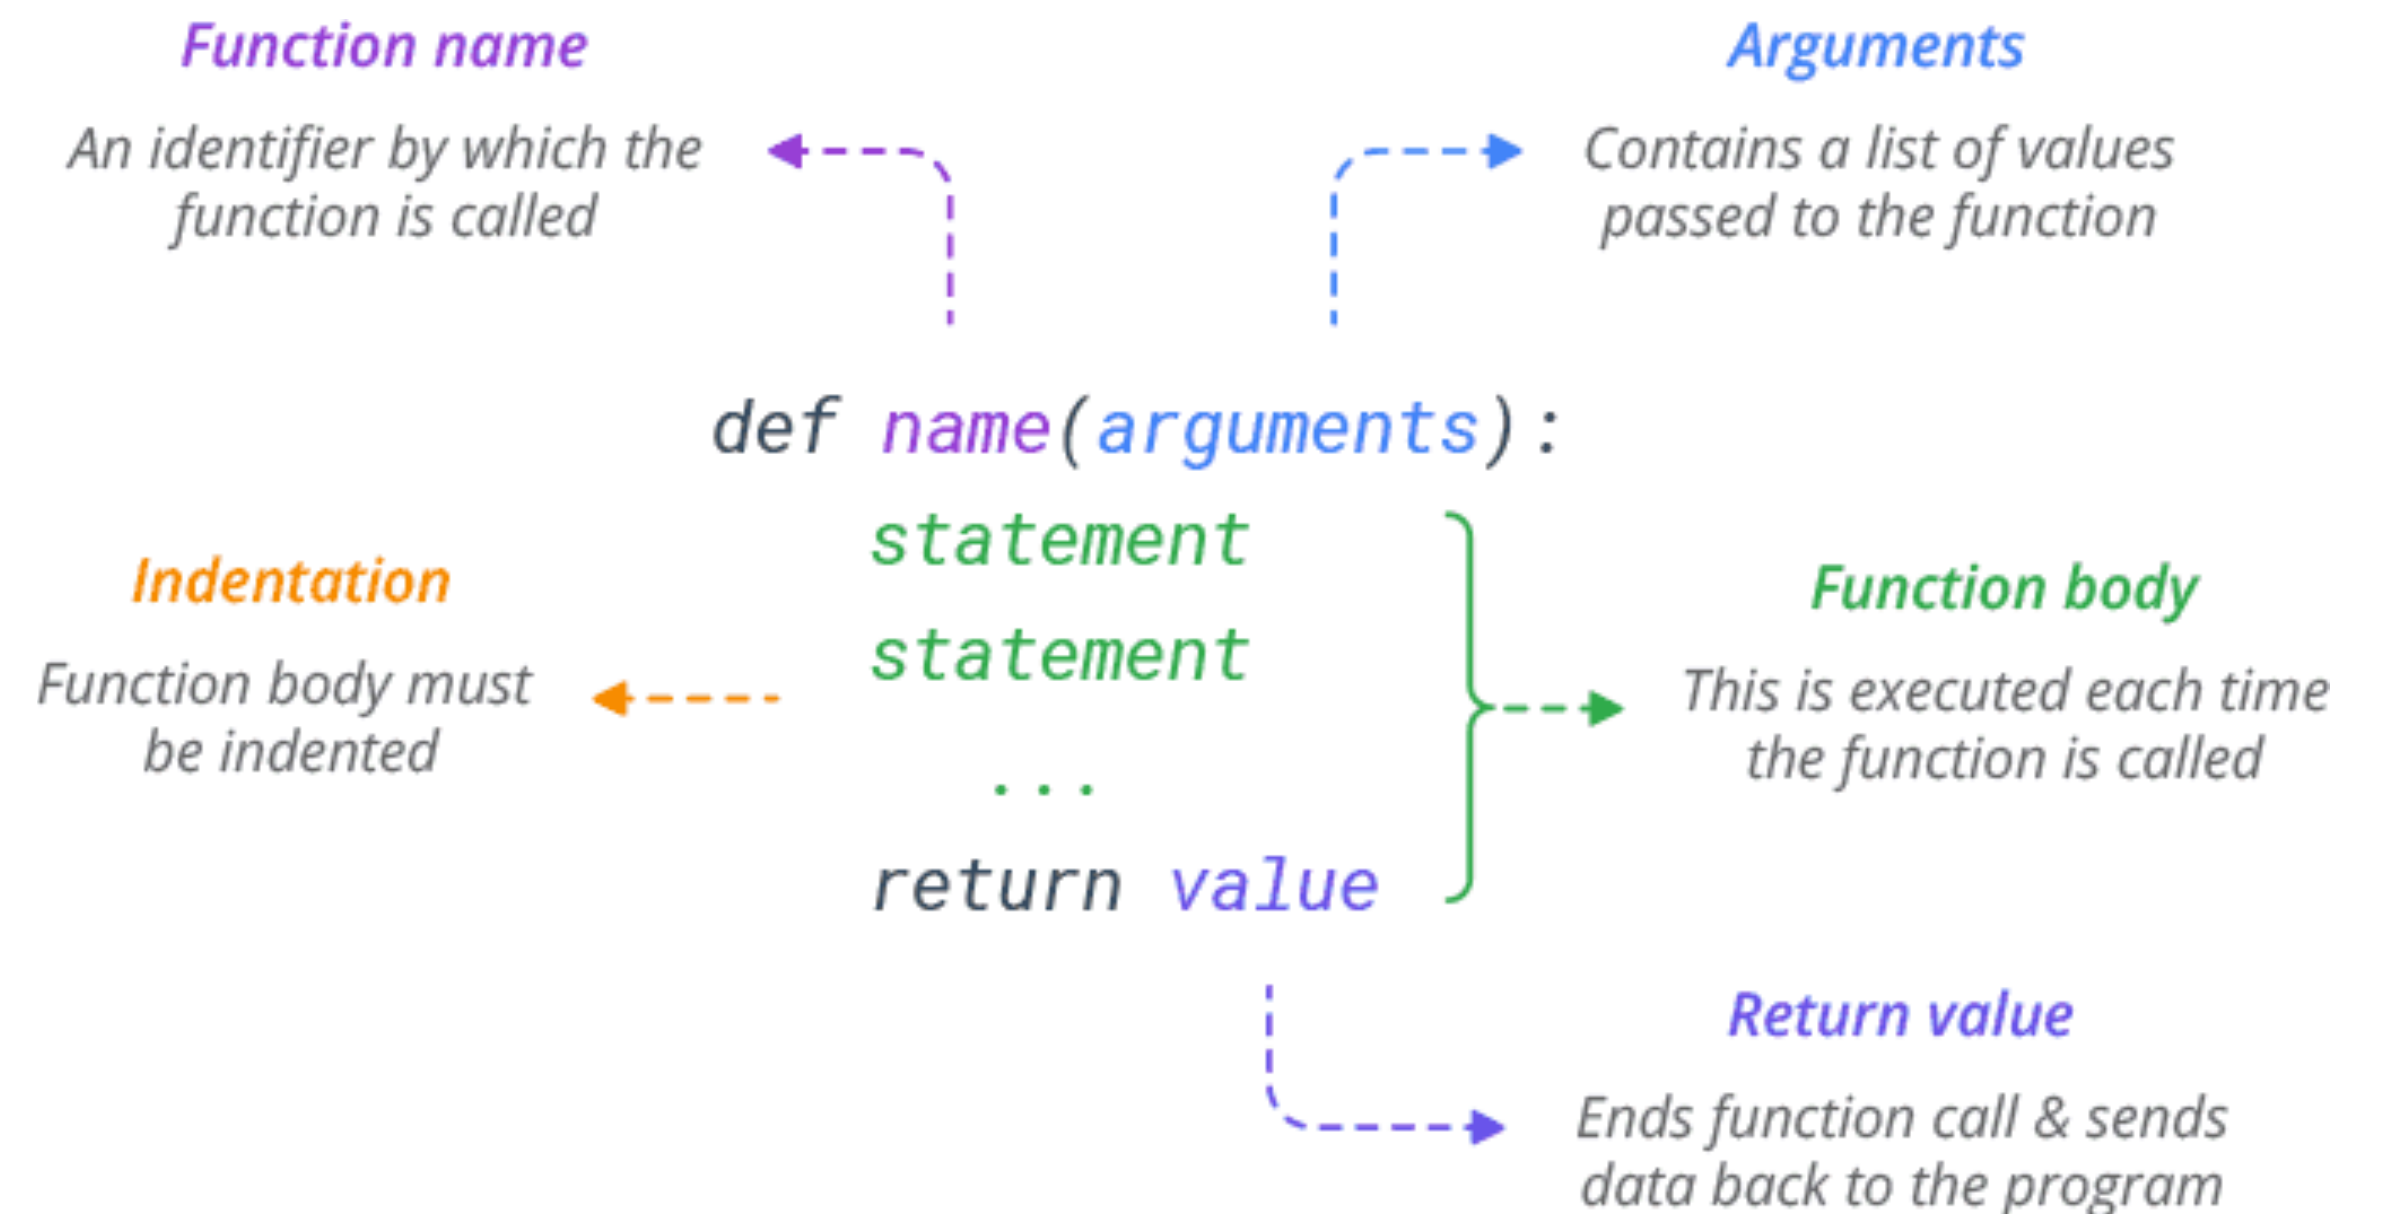 Function name
An identifier by which the
function is called
Arguments
Contains a list of values
passed to the function
def name(arguments):
statement
statement
...
return value
Indentation
Function body must
be indented
Function body
This is executed each time
the function is called
Return value
Ends function call & sends
data back to the program